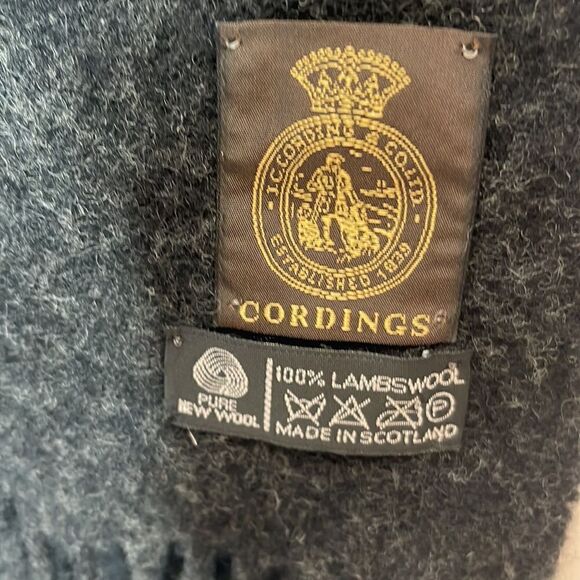 · J.C. CORDING & CO. LTD. ·
ESTABLISHED 1839
CORDINGS
PURE
NEW WOOL
100% LAMBSWOOL
P
MADE IN SCOTLAND